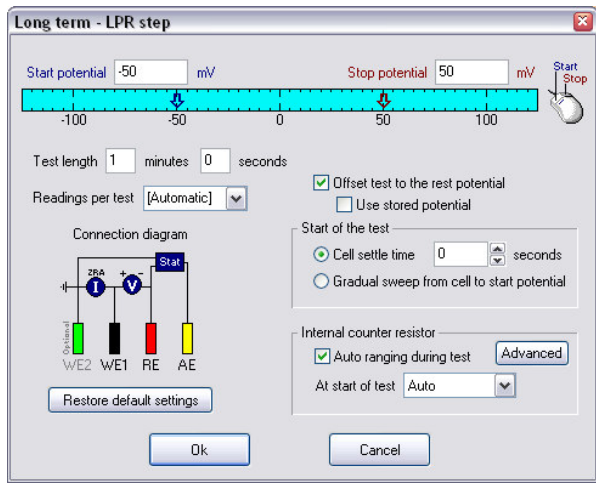 Long term - LPR step
Start potential -50 mV
Stop potential 50 mV
Start
Stop
-100 -50 0 50 100
Test length 1 minutes 0 seconds
Readings per test [Automatic]
Offset test to the rest potential
Use stored potential
Connection diagram
Stat
ZRA
+ -
I V
Optional
WE2 WE1 RE AE
Restore default settings
Start of the test
Cell settle time 0 seconds
Gradual sweep from cell to start potential
Internal counter resistor
Auto ranging during test Advanced
At start of test Auto
Ok Cancel